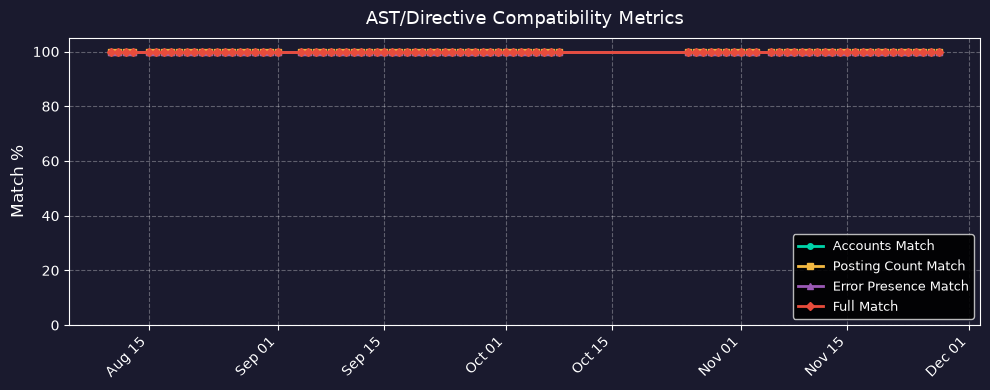 AST/Directive Compatibility Metrics
Match %
100
80
60
40
20
0
Accounts Match
Posting Count Match
Error Presence Match
Full Match
Aug 15
Sep 01
Sep 15
Oct 01
Oct 15
Nov 01
Nov 15
Dec 01